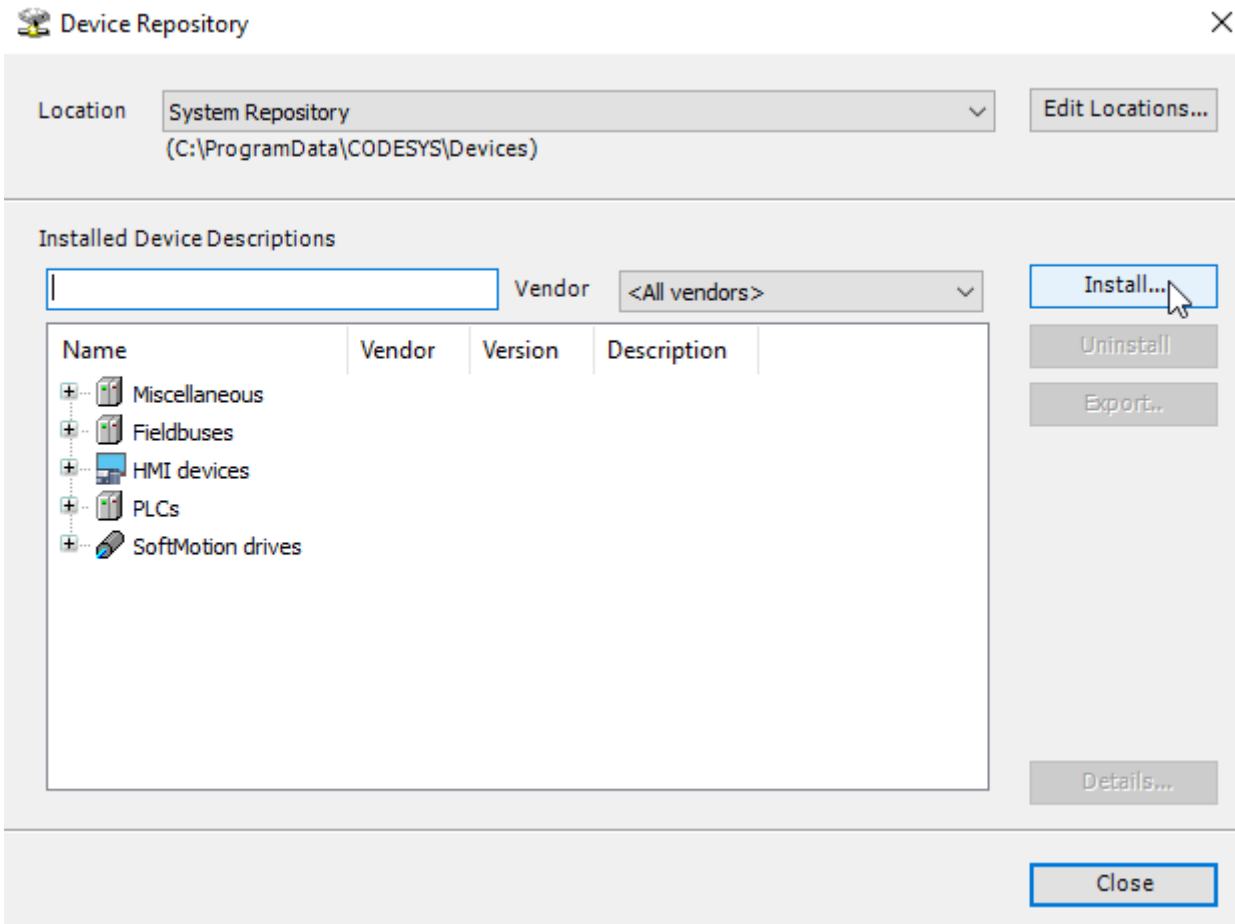 Device Repository
Location System Repository Edit Locations...
(C:\ProgramData\CODESYS\Devices)
Installed Device Descriptions
Vendor <All vendors> Install...
Name Vendor Version Description Uninstall
Miscellaneous Export..
Fieldbuses
HMI devices
PLCs
SoftMotion drives
Details...
Close